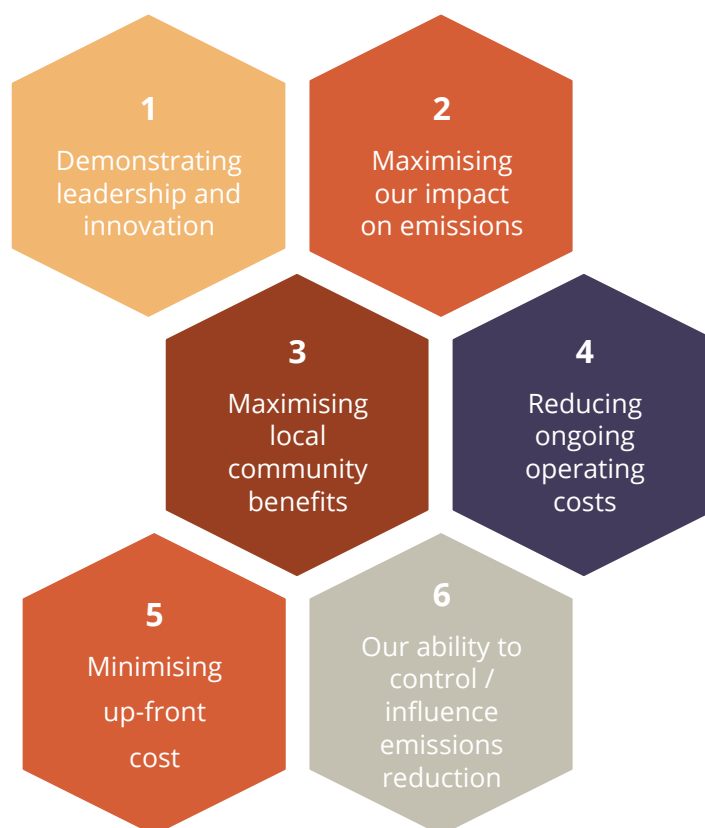 1
Demonstrating
leadership and
innovation
2
Maximising
our impact
on emissions
3
Maximising
local
community
benefits
4
Reducing
ongoing
operating
costs
5
Minimising
up-front
cost
6
Our ability to
control /
influence
emissions
reduction